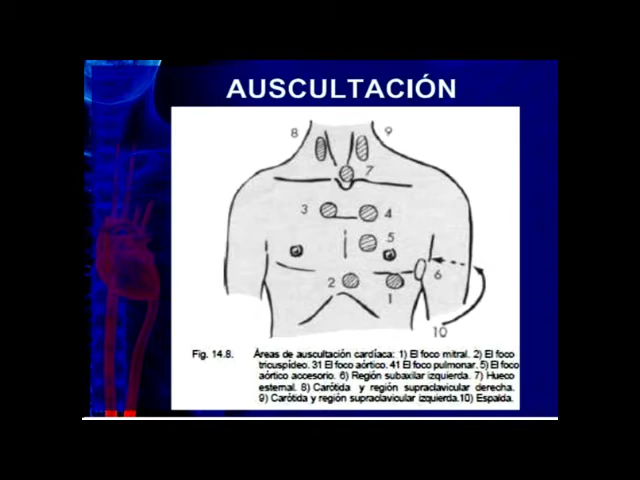 AUSCULTACIÓN
8 9
7
3 4
5
6
2 1
10
Fig. 14.8. Áreas de auscultación cardíaca: 1) El foco mitral. 2) El foco
tricuspídeo. 31 El foco aórtico. 41 El foco pulmonar. 5) El foco
aórtico accesorio. 6) Región subaxilar izquierda. 7) Hueco
esternal. 8) Carótida y región supraclavicular derecha.
9) Carótida y región supraclavicular izquierda.10) Espalda.